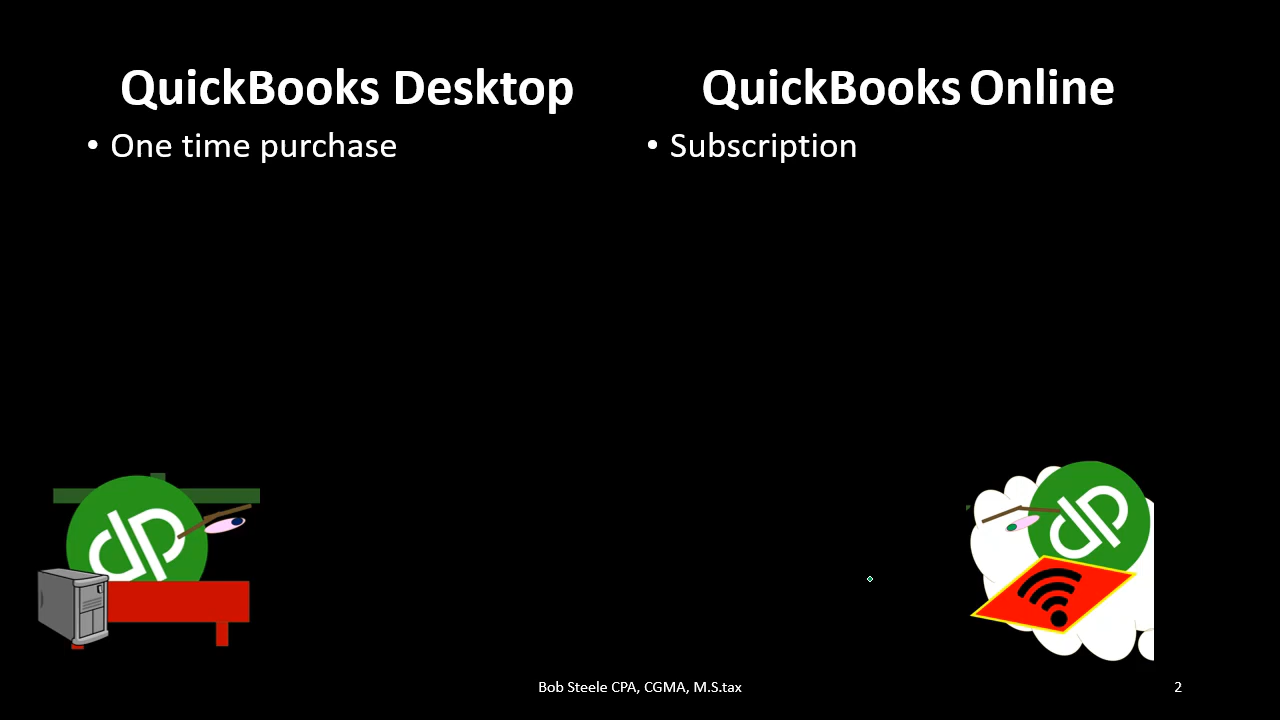 QuickBooks Desktop
• One time purchase
QuickBooks Online
• Subscription
Bob Steele CPA, CGMA, M.S.tax
2